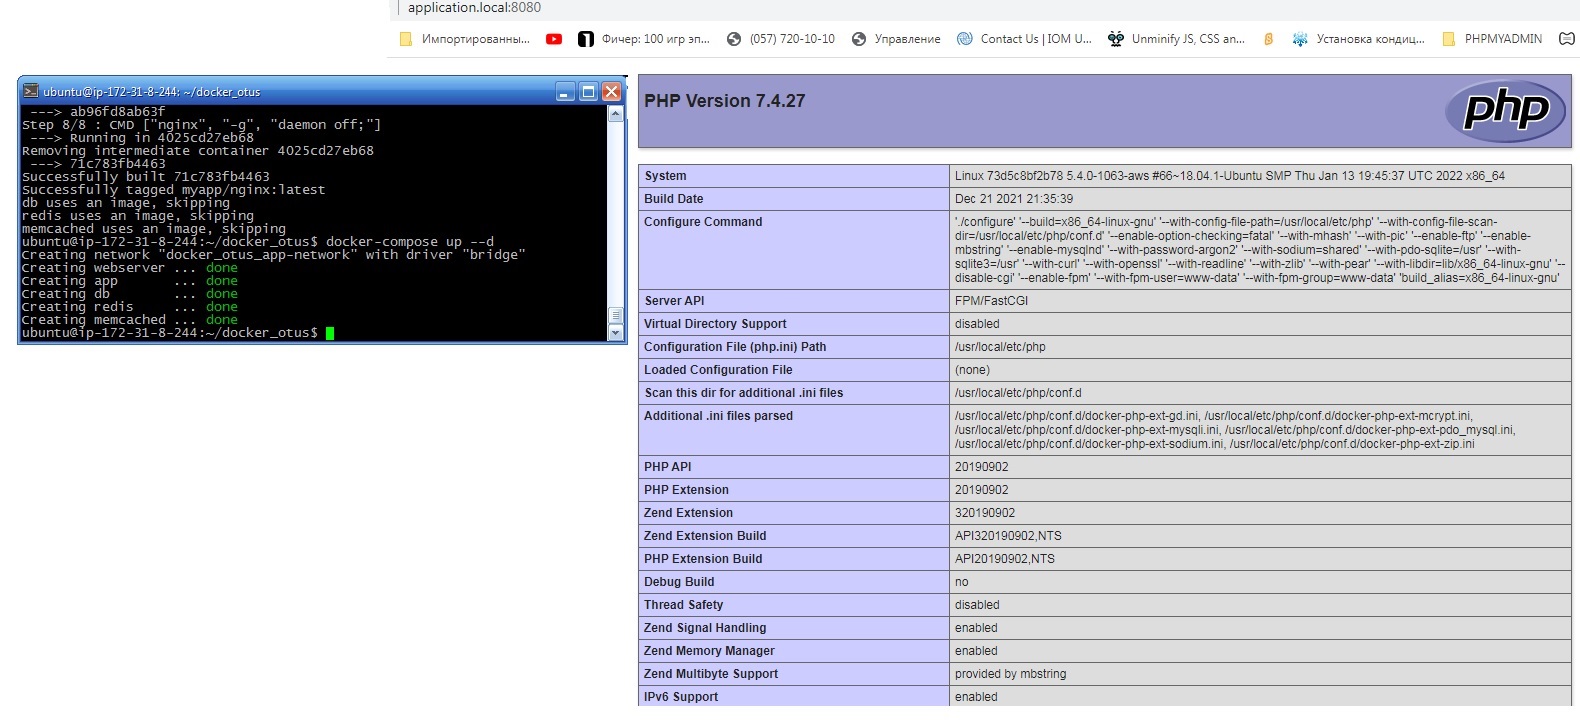 application.local:8080
Импортированны... Фичер: 100 игр эп... (057) 720-10-10 Управление Contact Us | IOM U... Unminify JS, CSS an... Установка кондиц... PHPMYADMIN
ubuntu@ip-172-31-8-244: ~/docker_otus
---> ab96fd8ab63f
Step 8/8 : CMD ["nginx", "-g", "daemon off;"]
---> Running in 4025cd27eb68
Removing intermediate container 4025cd27eb68
---> 71c783fb4463
Successfully built 71c783fb4463
Successfully tagged myapp/nginx:latest
db uses an image, skipping
redis uses an image, skipping
memcached uses an image, skipping
ubuntu@ip-172-31-8-244:~/docker_otus$ docker-compose up --d
Creating network "docker_otus_app-network" with driver "bridge"
Creating webserver ... done
Creating app ... done
Creating db ... done
Creating redis ... done
Creating memcached ... done
ubuntu@ip-172-31-8-244:~/docker_otus$
PHP Version 7.4.27
php
System Linux 73d5c8bf2b78 5.4.0-1063-aws #66~18.04.1-Ubuntu SMP Thu Jan 13 19:45:37 UTC 2022 x86_64
Build Date Dec 21 2021 21:35:39
Configure Command './configure' '--build=x86_64-linux-gnu' '--with-config-file-path=/usr/local/etc/php' '--with-config-file-scan-
dir=/usr/local/etc/php/conf.d' '--enable-option-checking=fatal' '--with-mhash' '--with-pic' '--enable-ftp' '--enable-
mbstring' '--enable-mysqlnd' '--with-password-argon2' '--with-sodium=shared' '--with-pdo-sqlite=/usr' '--with-
sqlite3=/usr' '--with-curl' '--with-openssl' '--with-readline' '--with-zlib' '--with-pear' '--with-libdir=lib/x86_64-linux-gnu' '--
disable-cgi' '--enable-fpm' '--with-fpm-user=www-data' '--with-fpm-group=www-data' 'build_alias=x86_64-linux-gnu'
Server API FPM/FastCGI
Virtual Directory Support disabled
Configuration File (php.ini) Path /usr/local/etc/php
Loaded Configuration File (none)
Scan this dir for additional .ini files /usr/local/etc/php/conf.d
Additional .ini files parsed /usr/local/etc/php/conf.d/docker-php-ext-gd.ini, /usr/local/etc/php/conf.d/docker-php-ext-mcrypt.ini,
/usr/local/etc/php/conf.d/docker-php-ext-mysqli.ini, /usr/local/etc/php/conf.d/docker-php-ext-pdo_mysql.ini,
/usr/local/etc/php/conf.d/docker-php-ext-sodium.ini, /usr/local/etc/php/conf.d/docker-php-ext-zip.ini
PHP API 20190902
PHP Extension 20190902
Zend Extension 320190902
Zend Extension Build API320190902,NTS
PHP Extension Build API20190902,NTS
Debug Build no
Thread Safety disabled
Zend Signal Handling enabled
Zend Memory Manager enabled
Zend Multibyte Support provided by mbstring
IPv6 Support enabled